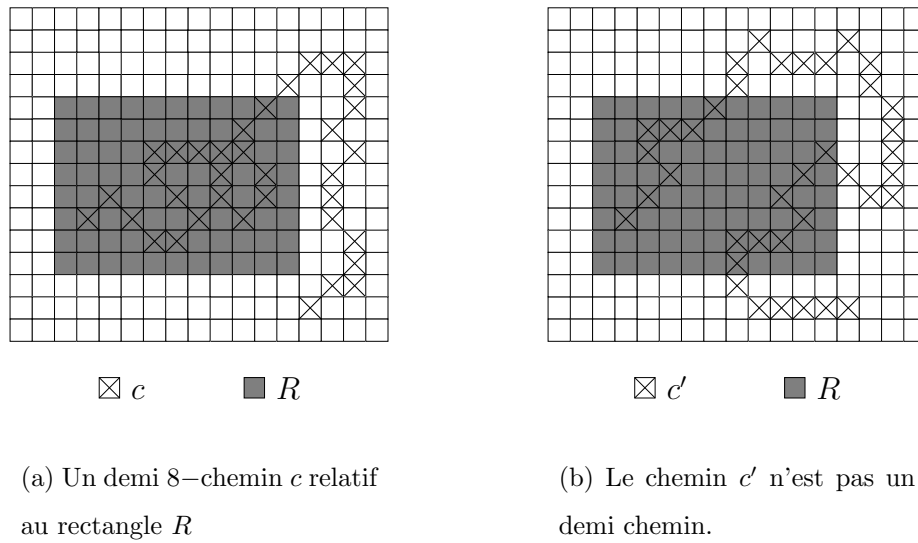 c R
c′ R
(a) Un demi 8−chemin c relatif
au rectangle R
(b) Le chemin c′ n'est pas un
demi chemin.